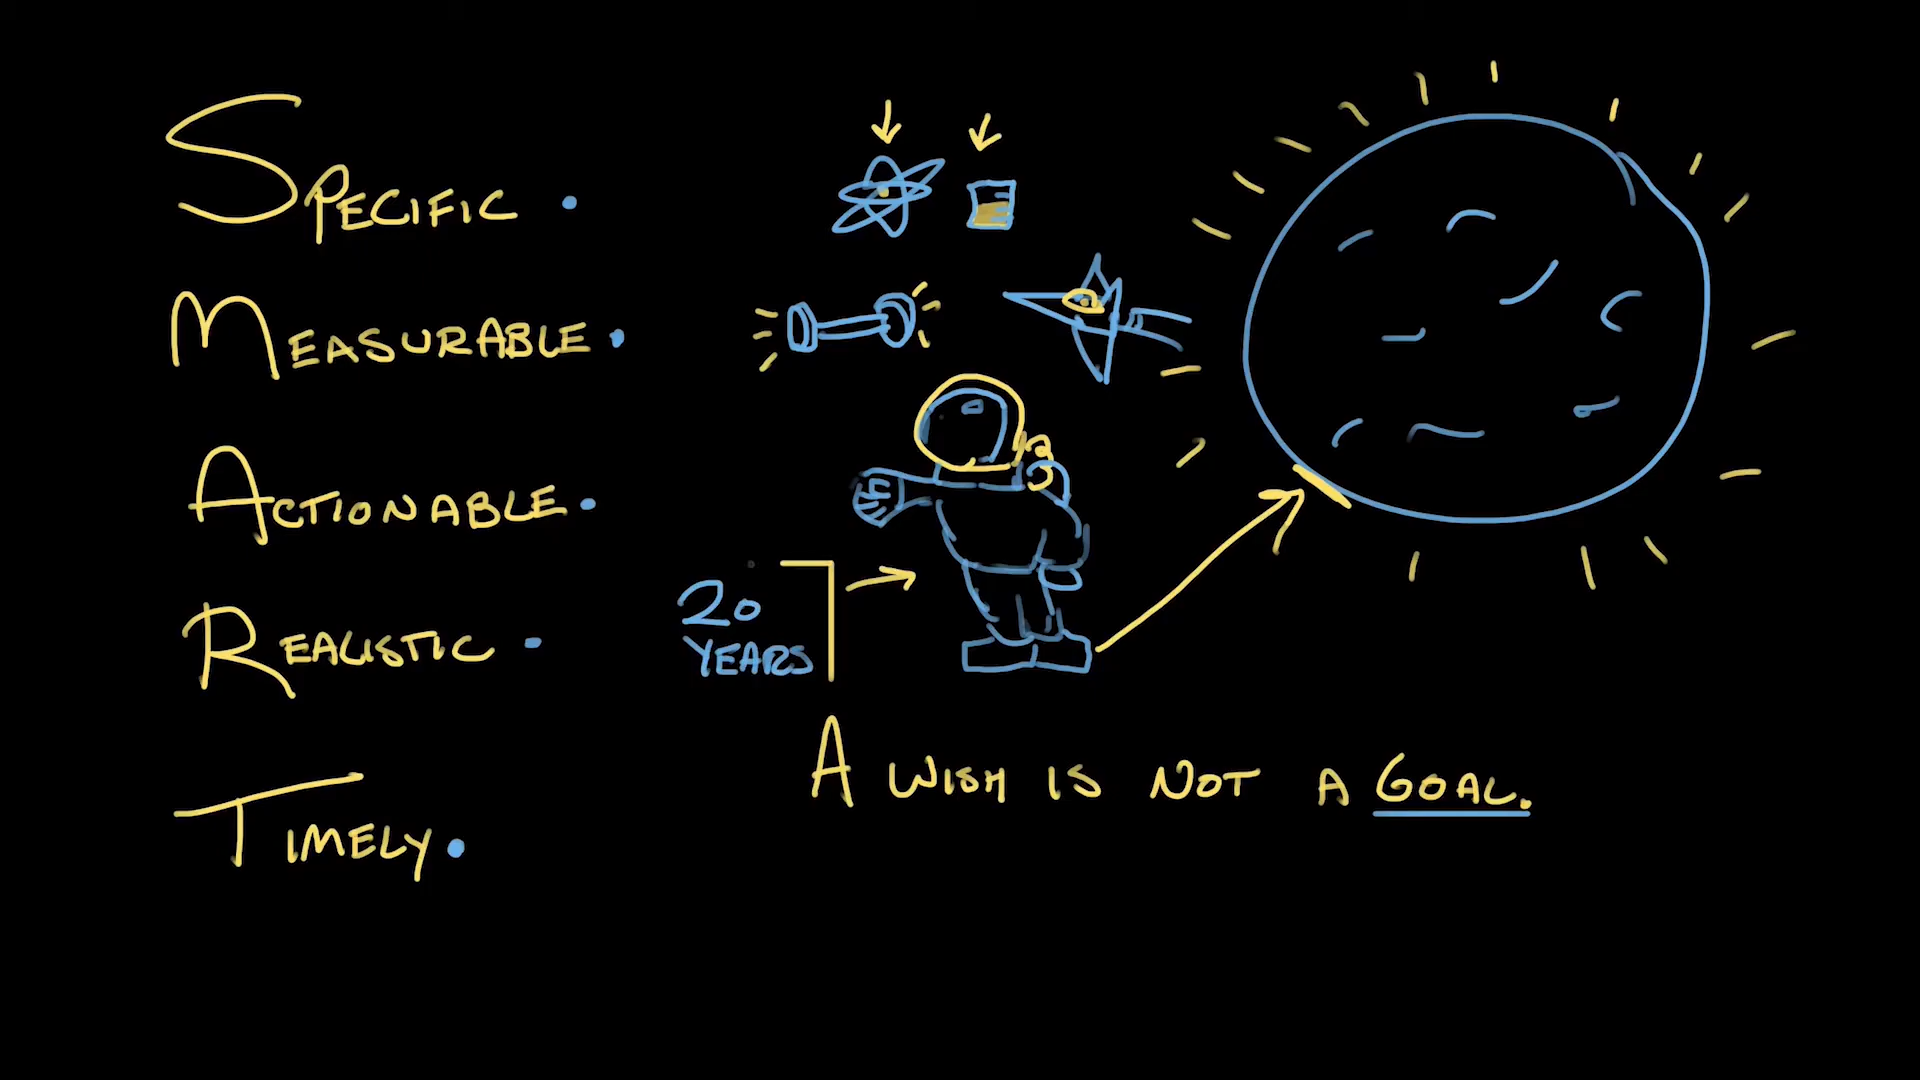 SPECIFIC.
MEASURABLE.
ACTIONABLE.
REALISTIC.
TIMELY.
20
YEARS
A WISH IS NOT A GOAL.